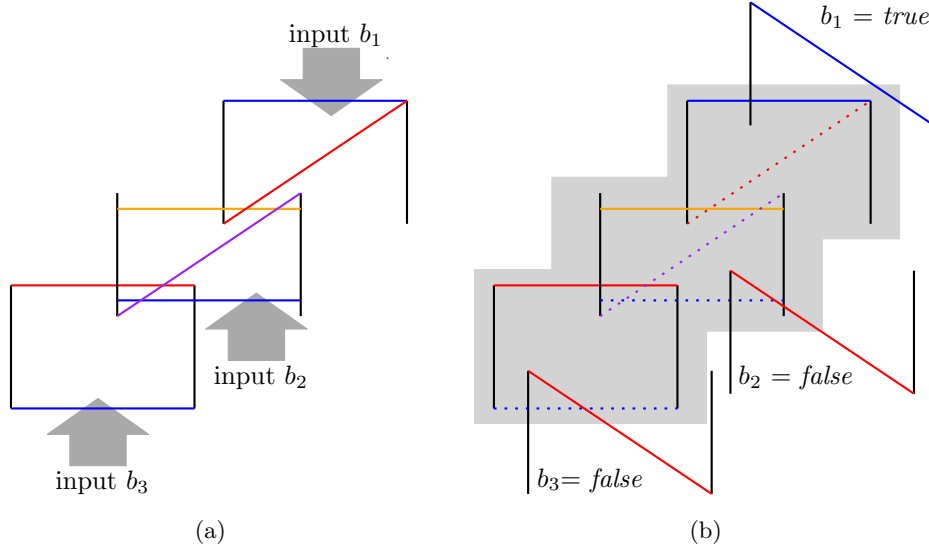 input b₁
input b₂
input b₃
(a)
b₁ = true
b₂ = false
b₃= false
(b)